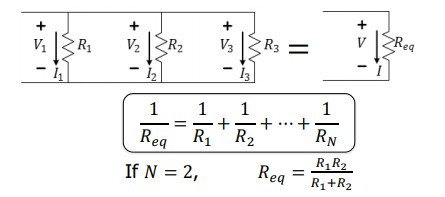 + + + +
V₁ R₁ V₂ R₂ V₃ R₃ = V Req
− I₁ − I₂ − I₃ − I
1/Req = 1/R₁ + 1/R₂ + ⋯ + 1/RN
If N = 2, Req = R₁R₂/R₁+R₂